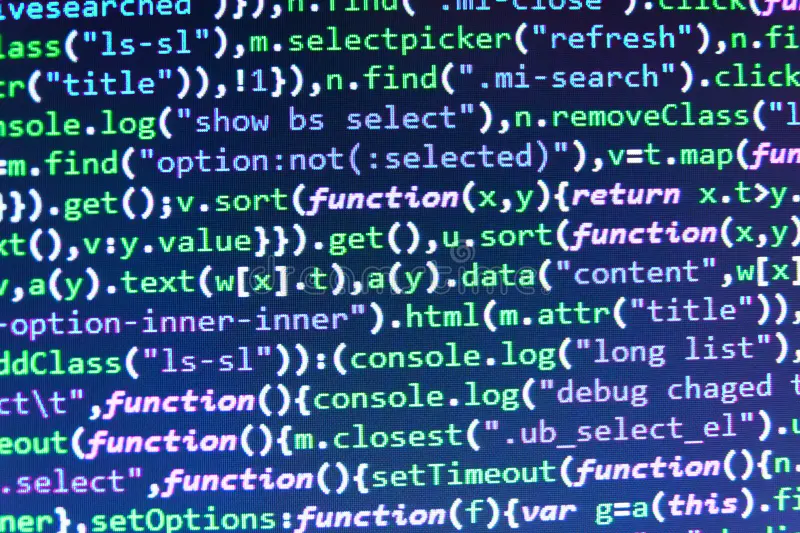 ivesearched")}),n.find(".mi-close").click(fu
lass("ls-sl"),m.selectpicker("refresh"),n.fi
tr("title")),!1}),n.find(".mi-search").click
nsole.log("show bs select"),n.removeClass("l
=m.find("option:not(:selected)"),v=t.map(fun
}}).get();v.sort(function(x,y){return x.t>y.
xt(),v:y.value}}).get(),u.sort(function(x,y)
v,a(y).text(w[x].t),a(y).data("content",w[x]
-option-inner-inner").html(m.attr("title")),
ddClass("ls-sl")):(console.log("long list"),
ct\t",function(){console.log("debug chaged t
eout(function(){m.closest(".ub_select_el").u
.select",function(){setTimeout(function(){n.
ner},setOptions:function(f){var g=a(this).fi
dreamstime